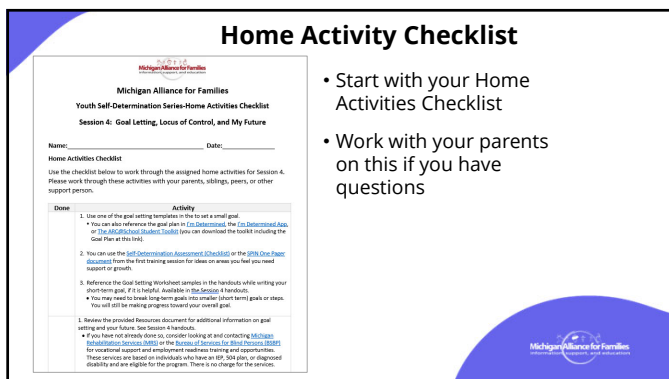 Home Activity Checklist
Michigan Alliance for Families
information, support, and education
Michigan Alliance for Families
Youth Self-Determination Series-Home Activities Checklist
Session 4: Goal Letting, Locus of Control, and My Future
Name: Date:
Home Activities Checklist
Use the checklist below to work through the assigned home activities for Session 4.
Please work through these activities with your parents, siblings, peers, or other
support person.
Done Activity
1. Use one of the goal setting templates in the to set a small goal.
• You can also reference the goal plan in I'm Determined, the I'm Determined App,
or The ARC@School Student Toolkit (you can download the toolkit including the
Goal Plan at this link).
2. You can use the Self-Determination Assessment (Checklist) or the SPIN One Pager
document from the first training session for ideas on areas you feel you need
support or growth.
3. Reference the Goal Setting Worksheet samples in the handouts while writing your
short-term goal, if it is helpful. Available in the Session 4 handouts.
• You may need to break long-term goals into smaller (short term) goals or steps.
You will still be making progress toward your overall goal.
1. Review the provided Resources document for additional information on goal
setting and your future. See Session 4 handouts.
• If you have not already done so, consider looking at and contacting Michigan
Rehabilitation Services (MRS) or the Bureau of Services for Blind Persons (BSBP)
for vocational support and employment readiness training and opportunities.
These services are based on individuals who have an IEP, 504 plan, or diagnosed
disability and are eligible for the program. There is no charge for the services.
• Start with your Home
Activities Checklist
• Work with your parents
on this if you have
questions
Michigan Alliance for Families
information, support, and education